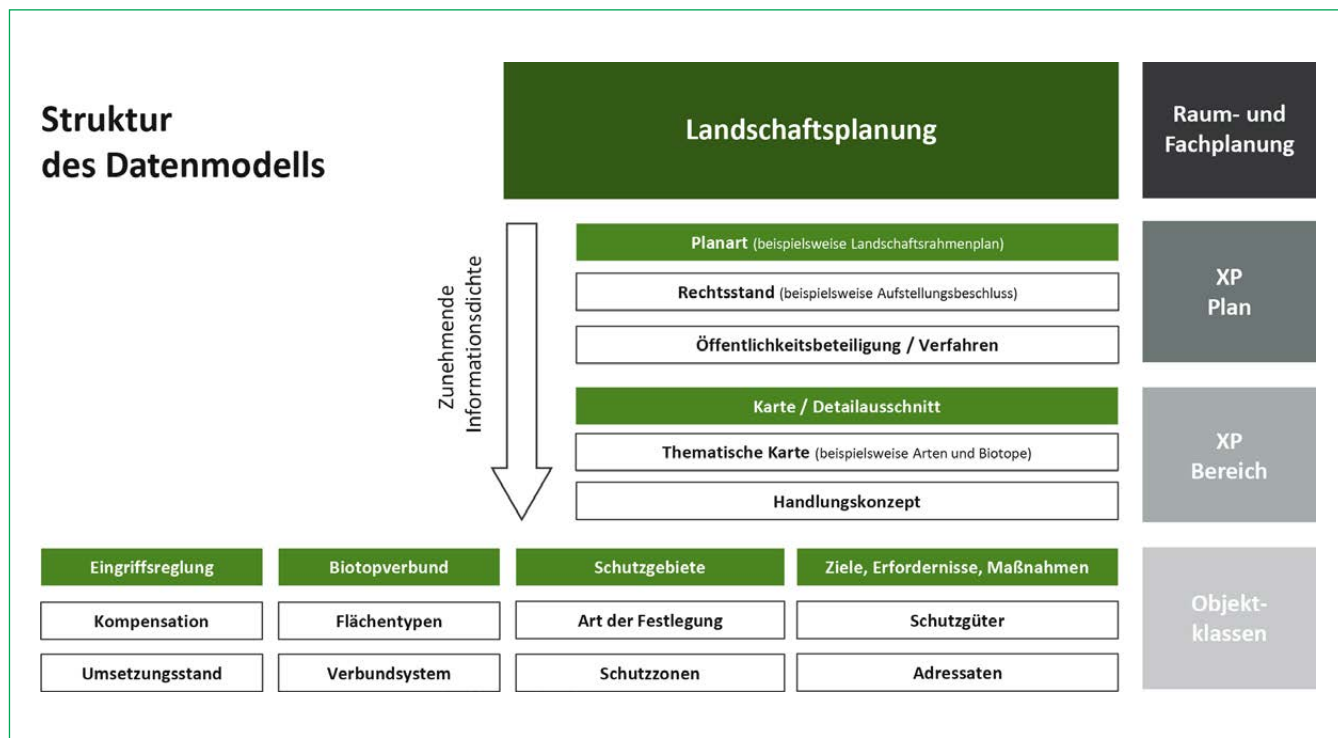 Struktur
des Datenmodells
Landschaftsplanung
Raum- und
Fachplanung
Zunehmende
Informationsdichte
Planart (beispielsweise Landschaftsrahmenplan)
Rechtsstand (beispielsweise Aufstellungsbeschluss)
Öffentlichkeitsbeteiligung / Verfahren
XP
Plan
Karte / Detailausschnitt
Thematische Karte (beispielsweise Arten und Biotope)
Handlungskonzept
XP
Bereich
Eingriffsreglung
Biotopverbund
Schutzgebiete
Ziele, Erfordernisse, Maßnahmen
Kompensation
Flächentypen
Art der Festlegung
Schutzgüter
Umsetzungsstand
Verbundsystem
Schutzzonen
Adressaten
Objekt-
klassen